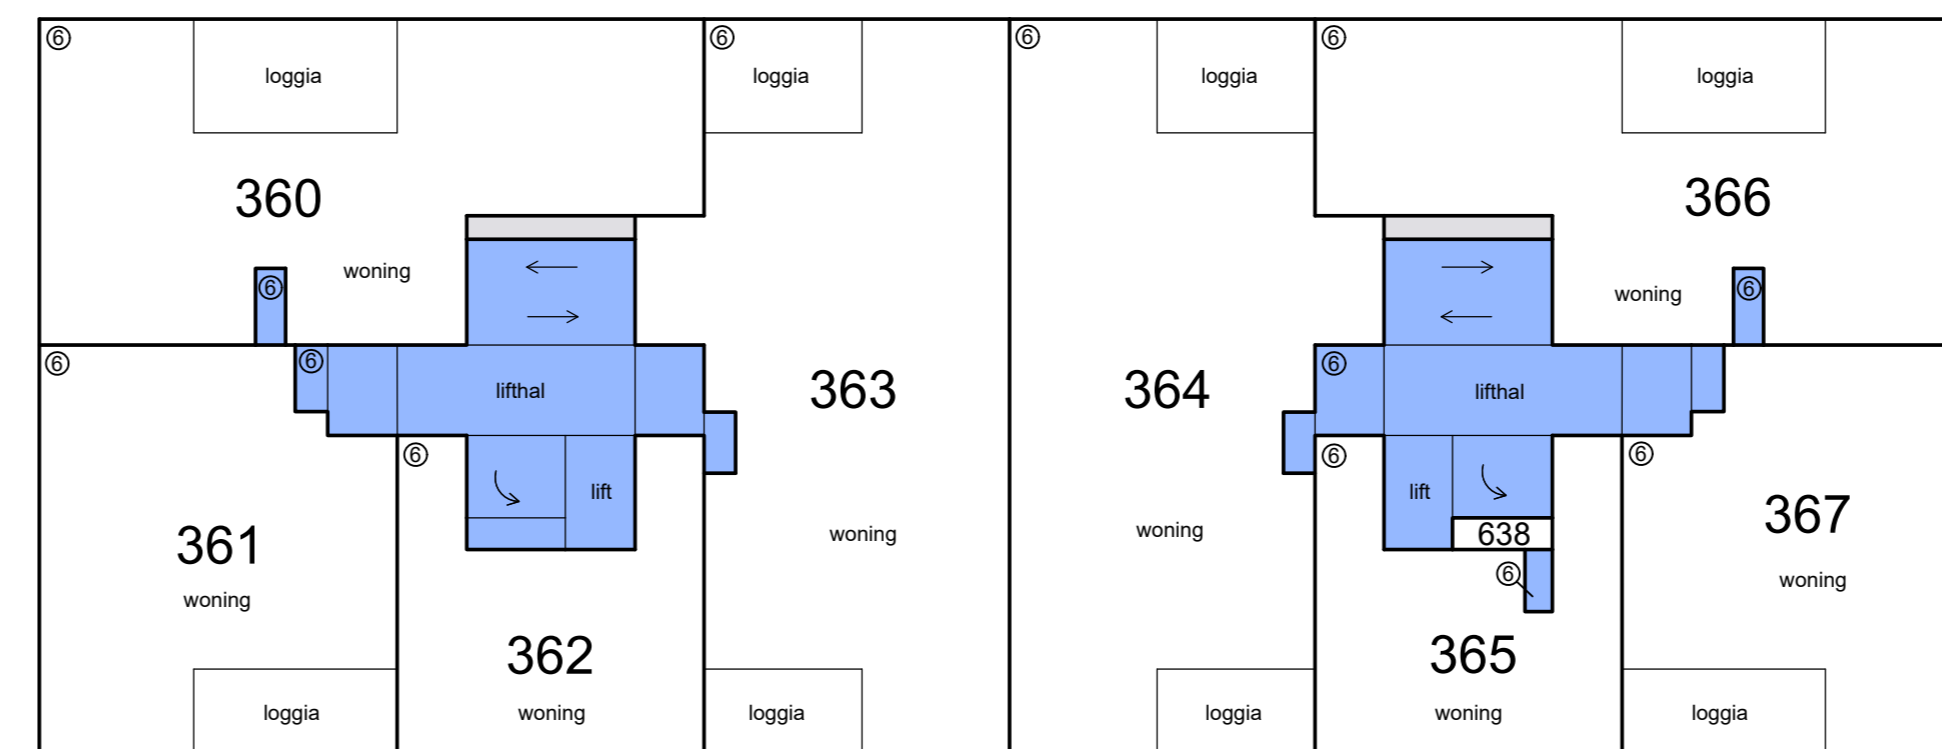 ⑥ ⑥ ⑥ ⑥
loggia loggia loggia loggia
360 366
woning woning
⑥ ⑥
⑥ ⑥ ⑥
lifthal 363 364 lifthal
⑥ ⑥ ⑥
lift lift
361 woning woning 638 367
⑥
woning woning
362 365
loggia woning loggia loggia woning loggia